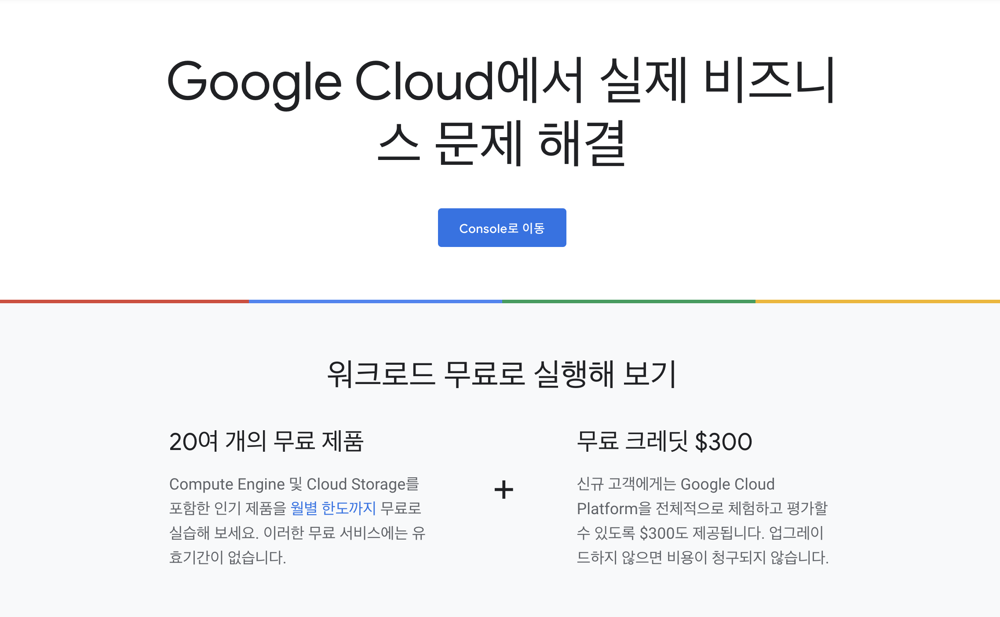 Google Cloud에서 실제 비즈니
스 문제 해결
Console로 이동
워크로드 무료로 실행해 보기
20여 개의 무료 제품
Compute Engine 및 Cloud Storage를
포함한 인기 제품을 월별 한도까지 무료로
실습해 보세요. 이러한 무료 서비스에는 유
효기간이 없습니다.
+
무료 크레딧 $300
신규 고객에게는 Google Cloud
Platform을 전체적으로 체험하고 평가할
수 있도록 $300도 제공됩니다. 업그레이
드하지 않으면 비용이 청구되지 않습니다.